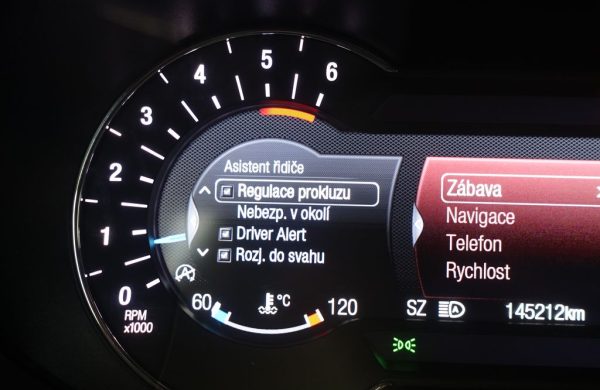 6
5
4
3
2
1
0
RPM
x1000
Asistent řidiče
Regulace prokluzu
Nebezp. v okolí
Driver Alert
Rozj. do svahu
60
°C
120
Zábava
Navigace
Telefon
Rychlost
SZ
145212km